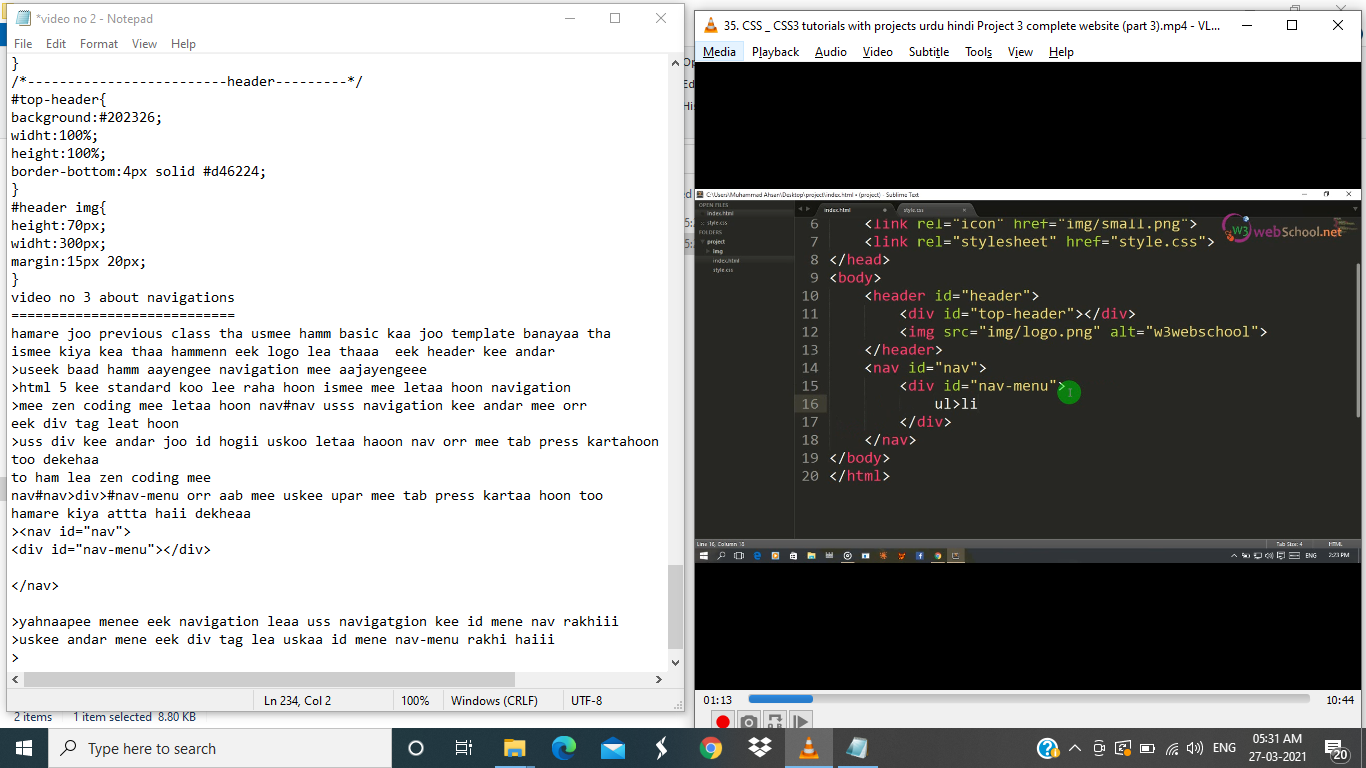 *video no 2 - Notepad
File Edit Format View Help
}
/*-------------------------header---------*/
#top-header{
background:#202326;
widht:100%;
height:100%;
border-bottom:4px solid #d46224;
}
#header img{
height:70px;
widht:300px;
margin:15px 20px;
}
video no 3 about navigations
============================
hamare joo previous class tha usmee hamm basic kaa joo template banayaa tha
ismee kiya kea thaa hammenn eek logo lea thaaa  eek header kee andar
>useek baad hamm aayengee navigation mee aajayengeee
>html 5 kee standard koo lee raha hoon ismee mee letaa hoon navigation
>mee zen coding mee letaa hoon nav#nav usss navigation kee andar mee orr
eek div tag leat hoon
>uss div kee andar joo id hogii uskoo letaa haoon nav orr mee tab press kartahoon
too dekehaa
to ham lea zen coding mee
nav#nav>div>#nav-menu orr aab mee uskee upar mee tab press kartaa hoon too
hamare kiya attta haii dekheaa
><nav id="nav">
<div id="nav-menu"></div>
</nav>
>yahnaapee menee eek navigation leaa uss navigatgion kee id mene nav rakhiii
>uskee andar mene eek div tag lea uskaa id mene nav-menu rakhi haiii
>
Ln 234, Col 2 100% Windows (CRLF) UTF-8
2 items 1 item selected 8.80 KB
35. CSS _ CSS3 tutorials with projects urdu hindi Project 3 complete website (part 3).mp4 - VL...
Media Playback Audio Video Subtitle Tools View Help
C:\Users\Muhammad Ahsan\Desktop\project\index.html • (project) - Sublime Text
OPEN FILES
index.html
style.css
FOLDERS
project
img
index.html
style.css
index.html style.css
W3 webSchool.net
6 <link rel="icon" href="img/small.png">
7 <link rel="stylesheet" href="style.css">
8 </head>
9 <body>
10 <header id="header">
11 <div id="top-header"></div>
12 <img src="img/logo.png" alt="w3webschool">
13 </header>
14 <nav id="nav">
15 <div id="nav-menu">
16 ul>li
17 </div>
18 </nav>
19 </body>
20 </html>
Line 16, Column 18 Tab Size: 4 HTML
ENG 2:23 PM
01:13 10:44
Type here to search
ENG 05:31 AM
27-03-2021
20